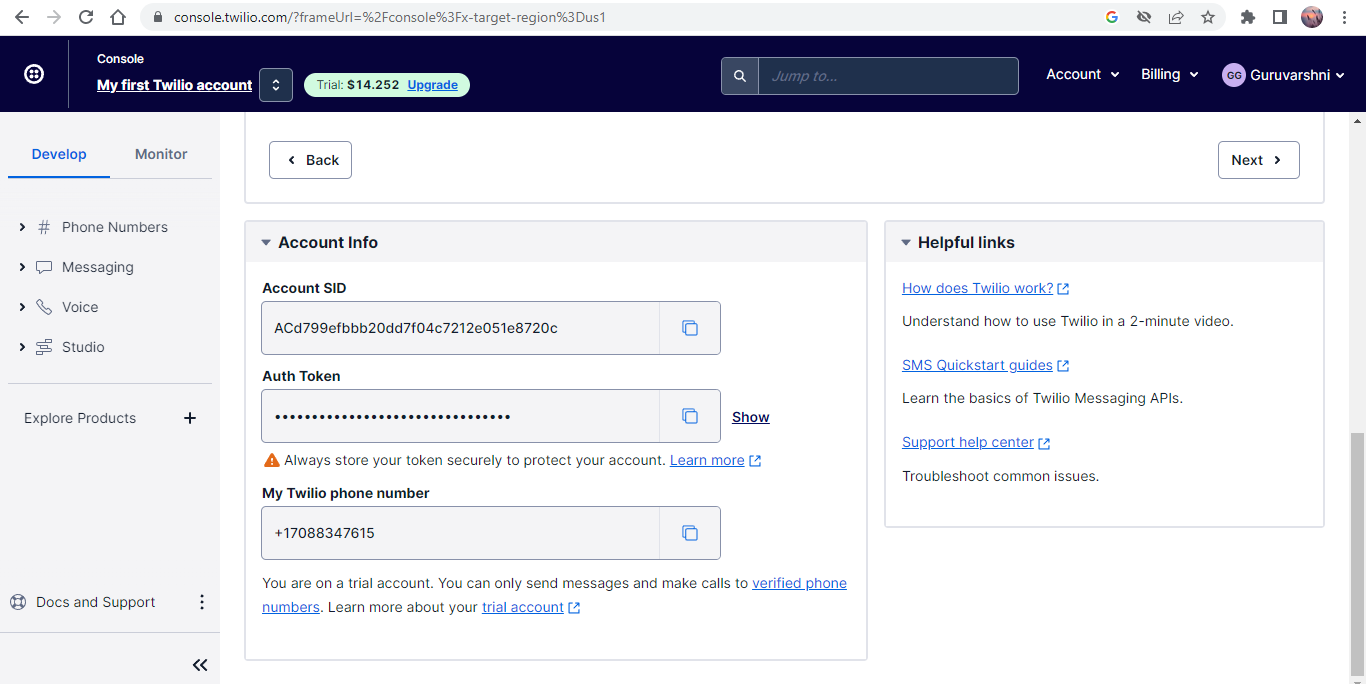 console.twilio.com/?frameUrl=%2Fconsole%3Fx-target-region%3Dus1
Console
My first Twilio account
Trial: $14.252 Upgrade
Jump to...
Account
Billing
GG Guruvarshni
Develop
Monitor
Phone Numbers
Messaging
Voice
Studio
Explore Products
Docs and Support
Back
Next
Account Info
Account SID
ACd799efbbb20dd7f04c7212e051e8720c
Auth Token
••••••••••••••••••••••••••••••••
Show
Always store your token securely to protect your account. Learn more
My Twilio phone number
+17088347615
You are on a trial account. You can only send messages and make calls to verified phone
numbers. Learn more about your trial account
Helpful links
How does Twilio work?
Understand how to use Twilio in a 2-minute video.
SMS Quickstart guides
Learn the basics of Twilio Messaging APIs.
Support help center
Troubleshoot common issues.